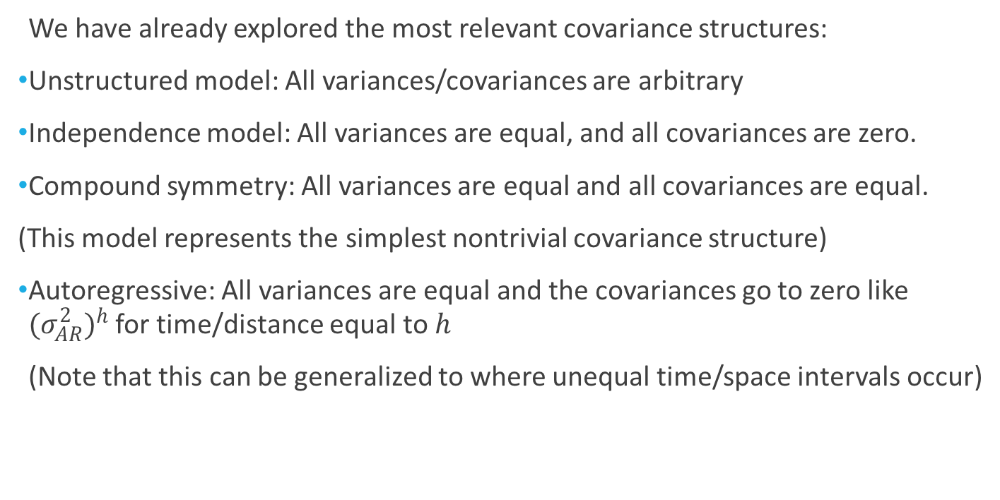 We have already explored the most relevant covariance structures:
•Unstructured model: All variances/covariances are arbitrary
•Independence model: All variances are equal, and all covariances are zero.
•Compound symmetry: All variances are equal and all covariances are equal.
(This model represents the simplest nontrivial covariance structure)
•Autoregressive: All variances are equal and the covariances go to zero like
$(\sigma_{AR}^{2})^{h}$ for time/distance equal to $h$
(Note that this can be generalized to where unequal time/space intervals occur)